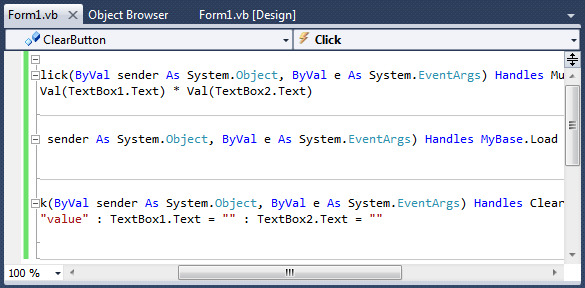 Form1.vb Object Browser Form1.vb [Design]
ClearButton Click
lick(ByVal sender As System.Object, ByVal e As System.EventArgs) Handles Mu
Val(TextBox1.Text) * Val(TextBox2.Text)
sender As System.Object, ByVal e As System.EventArgs) Handles MyBase.Load
k(ByVal sender As System.Object, ByVal e As System.EventArgs) Handles Clear
"value" : TextBox1.Text = "" : TextBox2.Text = ""
100 %